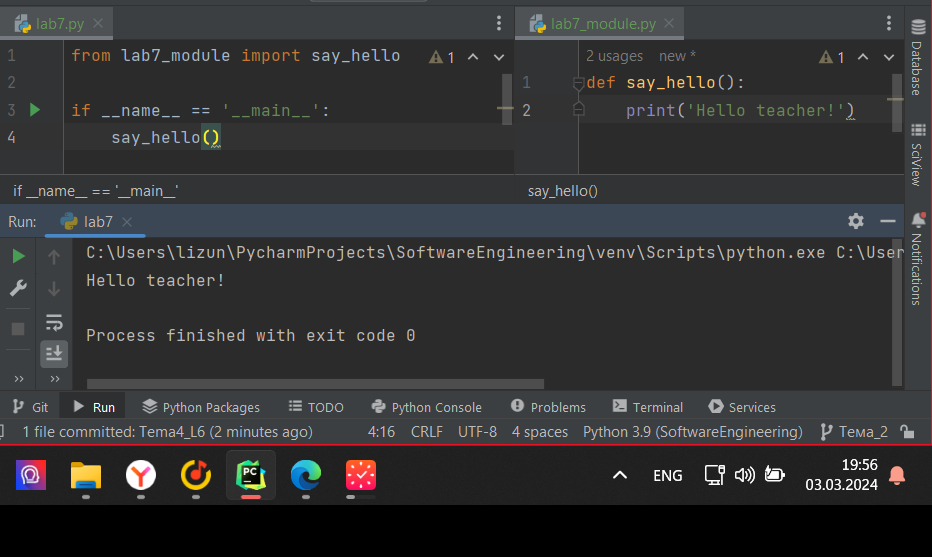 lab7.py
lab7_module.py
1 from lab7_module import say_hello
1
2
3 if __name__ == '__main__':
4 say_hello()
2 usages new *
1
1 def say_hello():
2 print('Hello teacher!')
if __name__ == '__main__'
say_hello()
Database
SciView
Notifications
Run: lab7
C:\Users\lizun\PycharmProjects\SoftwareEngineering\venv\Scripts\python.exe C:\User
Hello teacher!
Process finished with exit code 0
Git Run Python Packages TODO Python Console Problems Terminal Services
1 file committed: Tema4_L6 (2 minutes ago) 4:16 CRLF UTF-8 4 spaces Python 3.9 (SoftwareEngineering) Тема_2
PC
ENG
19:56
03.03.2024